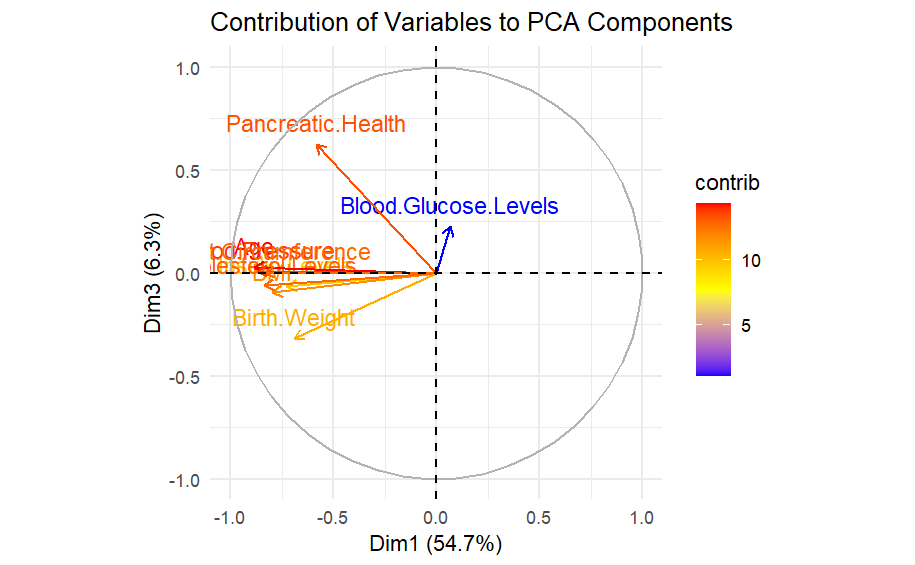 Contribution of Variables to PCA Components
1.0
0.5
0.0
-0.5
-1.0
Dim3 (6.3%)
Pancreatic.Health
Blood.Glucose.Levels
Age
Birth.Weight
-1.0
-0.5
0.0
0.5
1.0
Dim1 (54.7%)
contrib
10
5